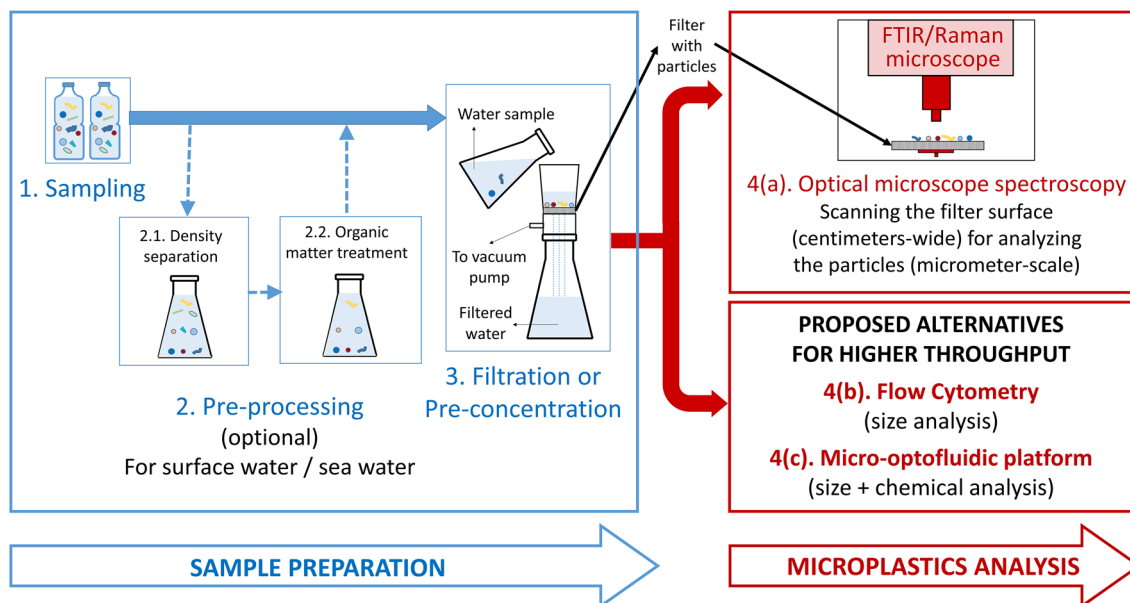 1. Sampling
2.1. Density
separation
2.2. Organic
matter treatment
2. Pre-processing
(optional)
For surface water / sea water
Water sample
To vacuum
pump
Filtered
water
3. Filtration or
Pre-concentration
Filter
with
particles
FTIR/Raman
microscope
4(a). Optical microscope spectroscopy
Scanning the filter surface
(centimeters-wide) for analyzing
the particles (micrometer-scale)
PROPOSED ALTERNATIVES
FOR HIGHER THROUGHPUT
4(b). Flow Cytometry
(size analysis)
4(c). Micro-optofluidic platform
(size + chemical analysis)
SAMPLE PREPARATION
MICROPLASTICS ANALYSIS